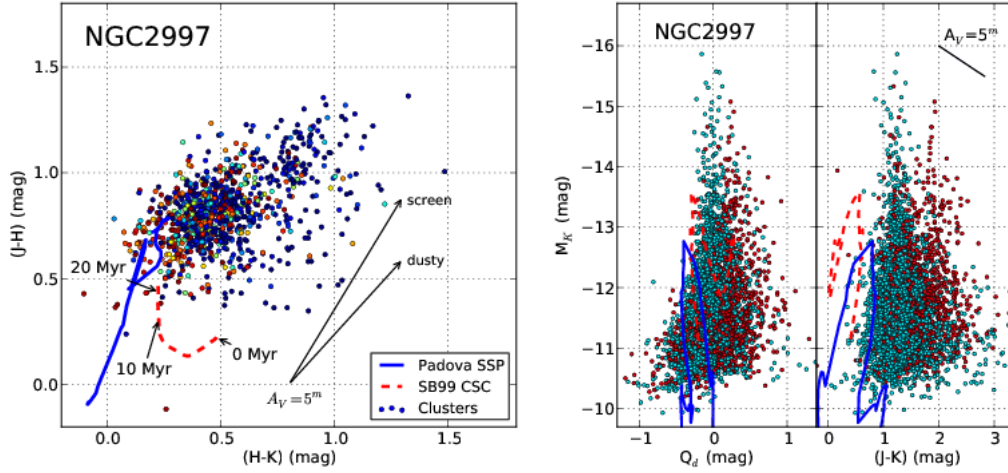 NGC2997
1.5
1.0
0.5
0.0
(J-H) (mag)
20 Myr
10 Myr
0 Myr
screen
dusty
A_V=5^m
Padova SSP
SB99 CSC
Clusters
0.0 0.5 1.0 1.5
(H-K) (mag)
NGC2997
A_V=5^m
−16
−15
−14
−13
−12
−11
−10
M_K (mag)
−1 0 1 0 1 2 3
Q_d (mag) (J-K) (mag)